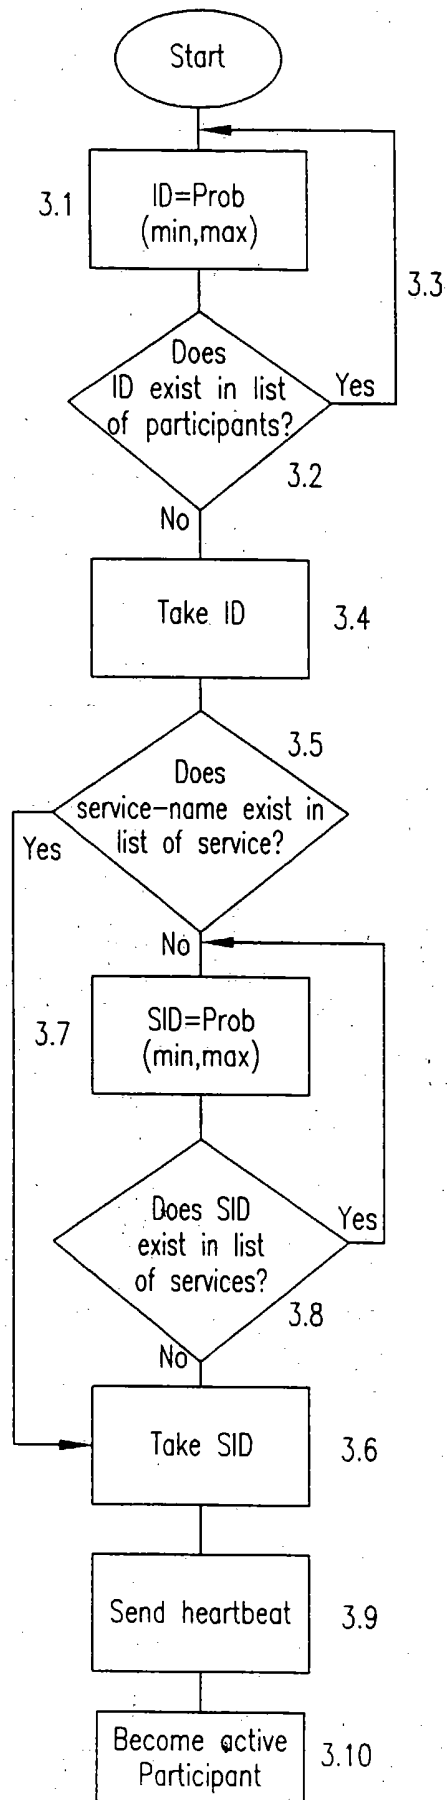 Start
3.1
ID=Prob
(min,max)
3.3
Does
ID exist in list
of participants?
Yes
3.2
No
Take ID
3.4
3.5
Does
service-name exist in
list of service?
Yes
No
3.7
SID=Prob
(min,max)
Does SID
exist in list
of services?
Yes
3.8
No
Take SID
3.6
Send heartbeat
3.9
Become active
Participant
3.10